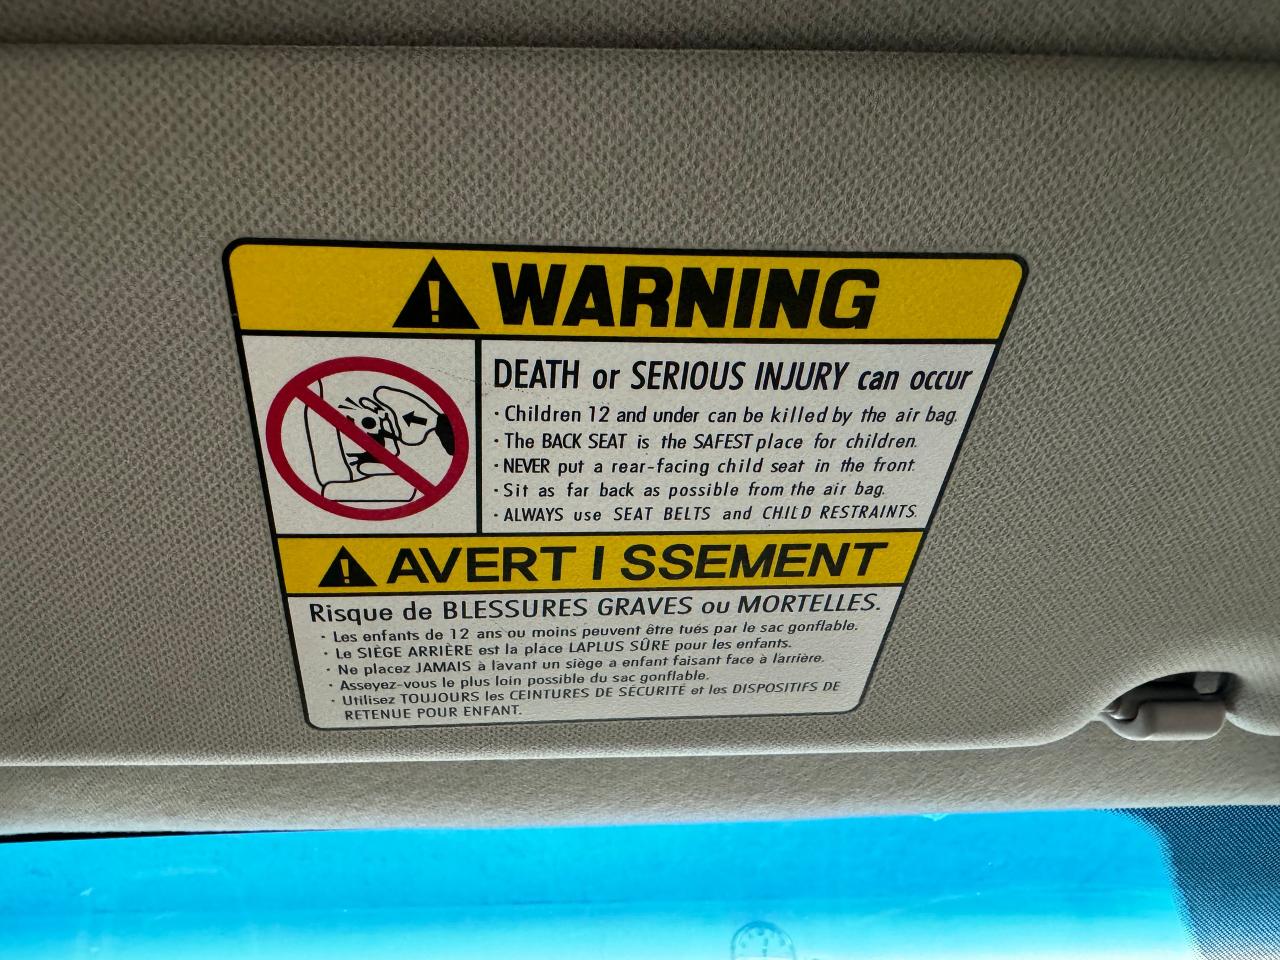 WARNING
DEATH or SERIOUS INJURY can occur
· Children 12 and under can be killed by the air bag.
· The BACK SEAT is the SAFEST place for children.
· NEVER put a rear-facing child seat in the front.
· Sit as far back as possible from the air bag.
· ALWAYS use SEAT BELTS and CHILD RESTRAINTS.
AVERT I SSEMENT
Risque de BLESSURES GRAVES ou MORTELLES.
· Les enfants de 12 ans ou moins peuvent être tués par le sac gonflable.
· Le SIÈGE ARRIÈRE est la place LAPLUS SÛRE pour les enfants.
· Ne placez JAMAIS à lavant un siège a enfant faisant face à larrière.
· Asseyez-vous le plus loin possible du sac gonflable.
· Utilisez TOUJOURS les CEINTURES DE SÉCURITÉ et les DISPOSITIFS DE
RETENUE POUR ENFANT.